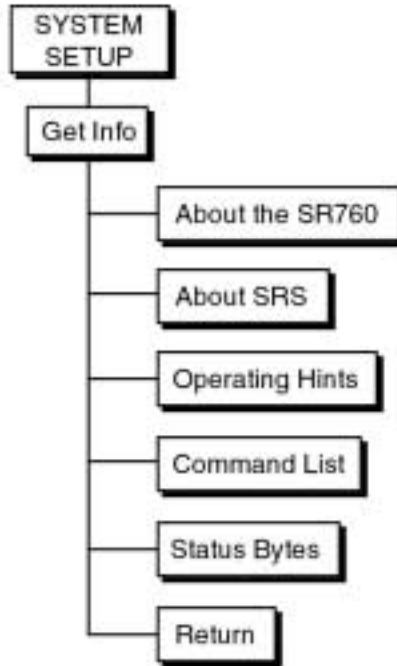 SYSTEM
SETUP
Get Info
About the SR760
About SRS
Operating Hints
Command List
Status Bytes
Return